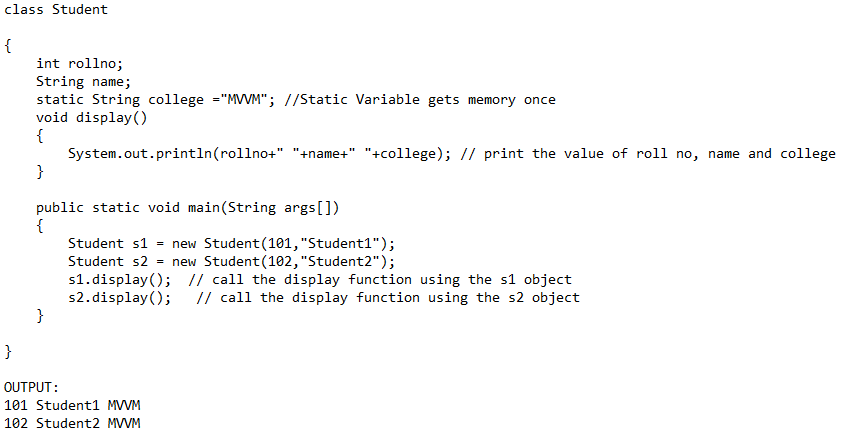 class Student
{
    int rollno;
    String name;
    static String college ="MVVM"; //Static Variable gets memory once
    void display()
    {
        System.out.println(rollno+" "+name+" "+college); // print the value of roll no, name and college
    }
    public static void main(String args[])
    {
        Student s1 = new Student(101,"Student1");
        Student s2 = new Student(102,"Student2");
        s1.display();  // call the display function using the s1 object
        s2.display();   // call the display function using the s2 object
    }
}
OUTPUT:
101 Student1 MVVM
102 Student2 MVVM